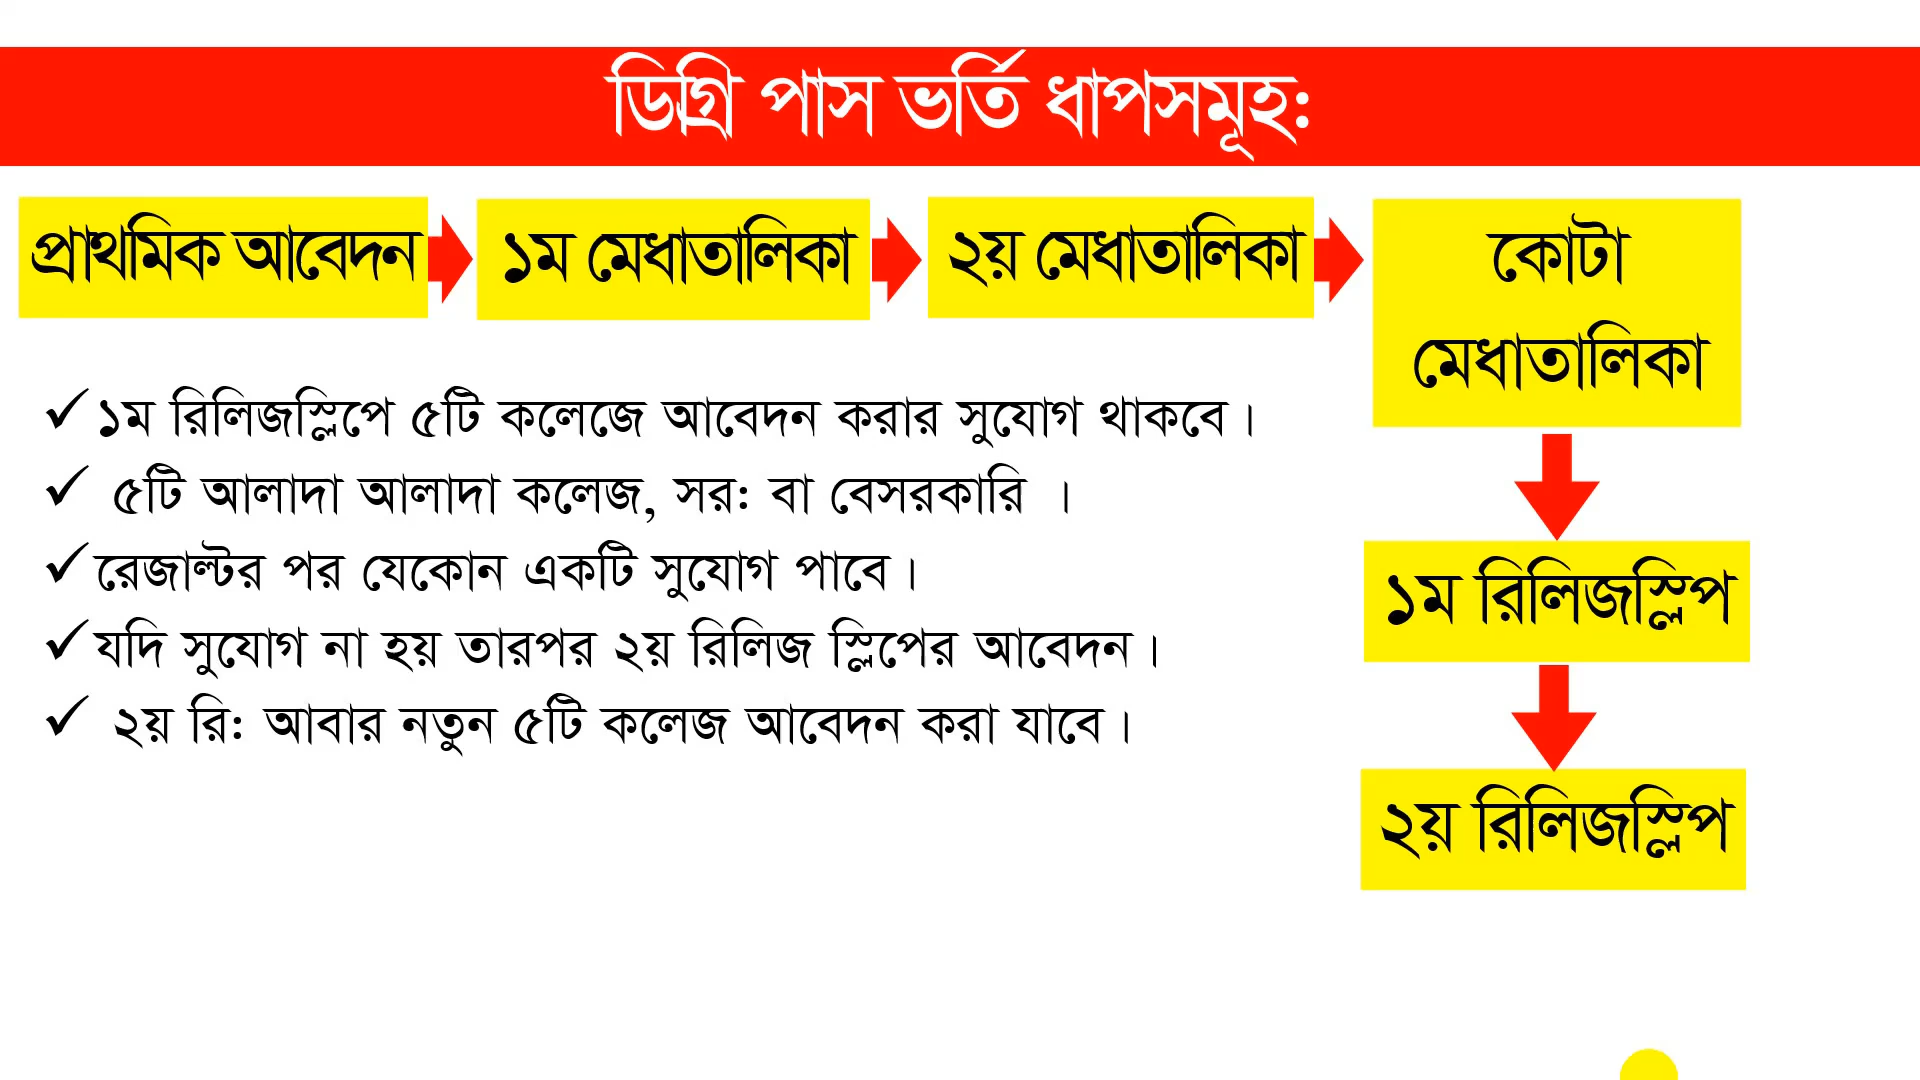 ডিগ্রি পাস ভর্তি ধাপসমূহঃ
প্রাথমিক আবেদন
১ম মেধাতালিকা
২য় মেধাতালিকা
কোটা
মেধাতালিকা
১ম রিলিজস্লিপ
২য় রিলিজস্লিপ
১ম রিলিজস্লিপে ৫টি কলেজে আবেদন করার সুযোগ থাকবে।
৫টি আলাদা আলাদা কলেজ, সরঃ বা বেসরকারি ।
রেজাল্টর পর যেকোন একটি সুযোগ পাবে।
যদি সুযোগ না হয় তারপর ২য় রিলিজ স্লিপের আবেদন।
২য় রিঃ আবার নতুন ৫টি কলেজ আবেদন করা যাবে।